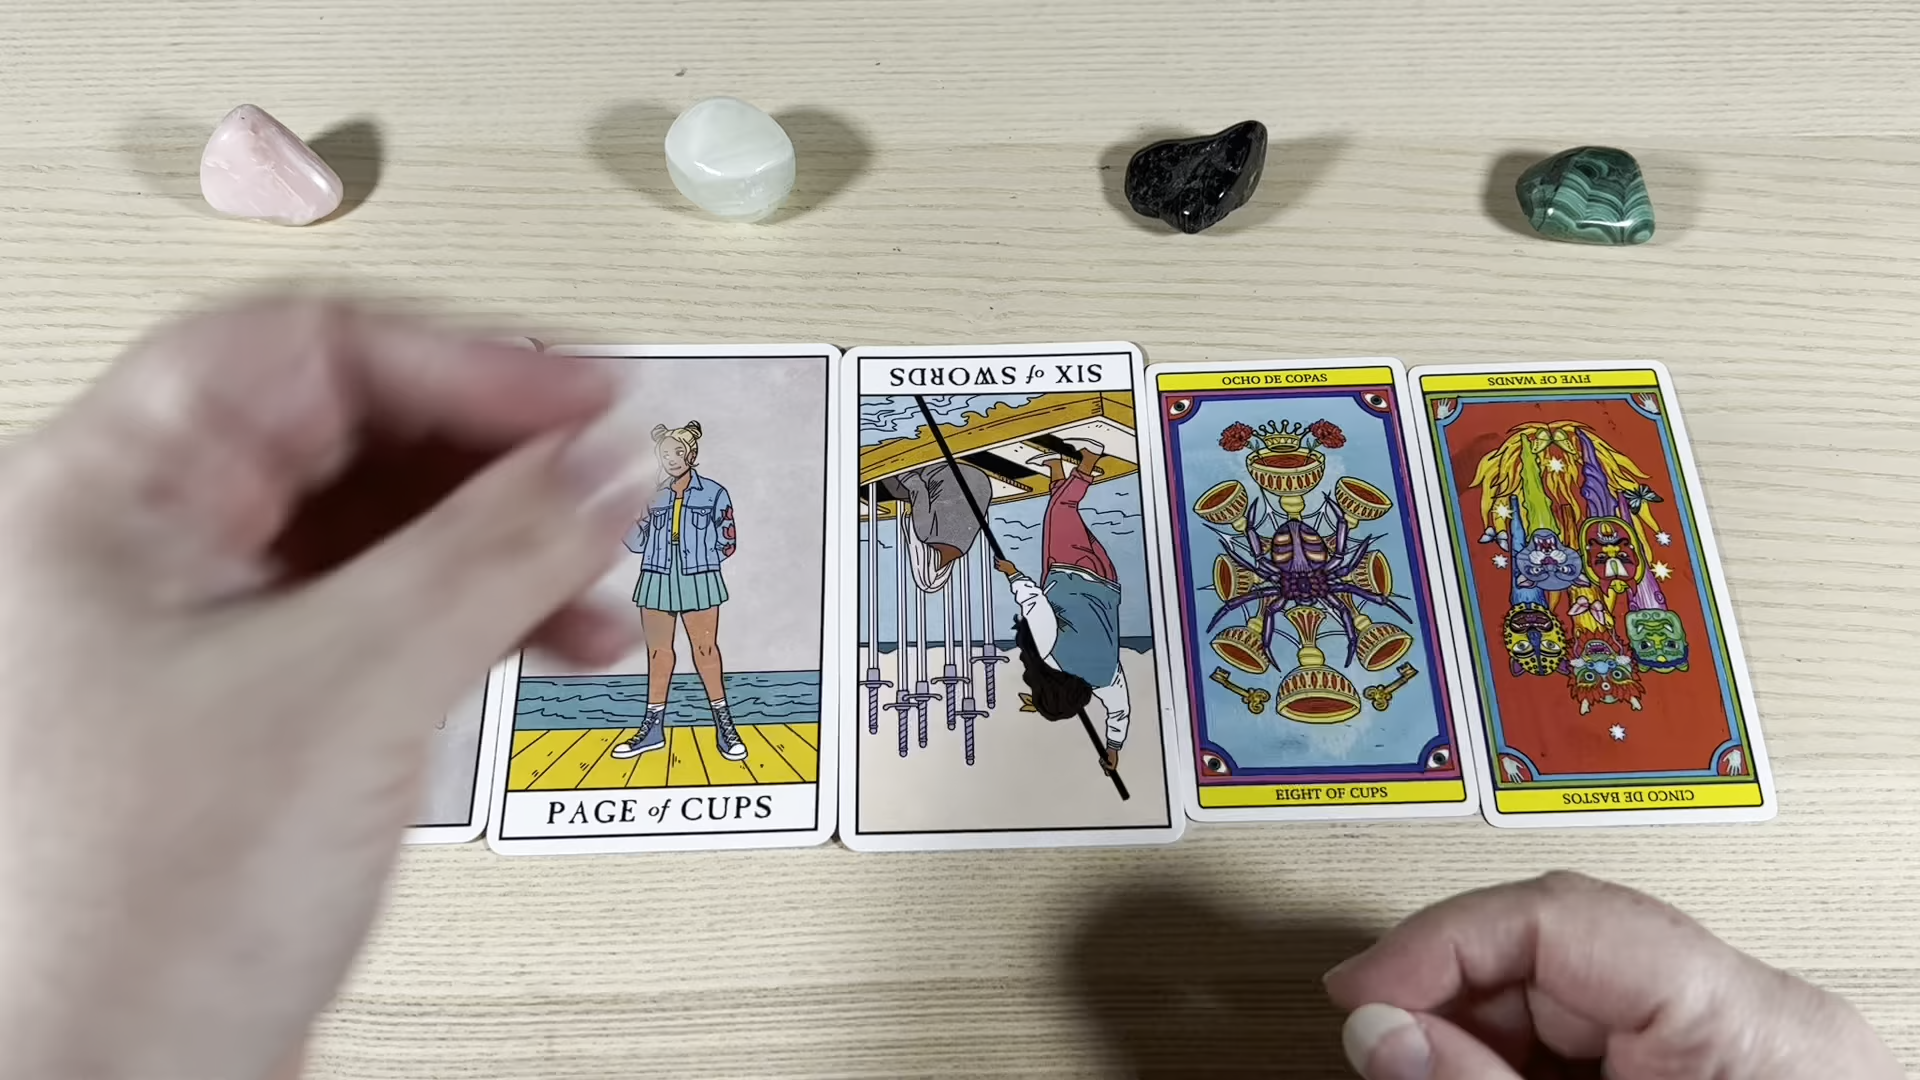 PAGE of CUPS
SIX of SWORDS
OCHO DE COPAS
EIGHT OF CUPS
FIVE OF WANDS
CINCO DE BASTOS